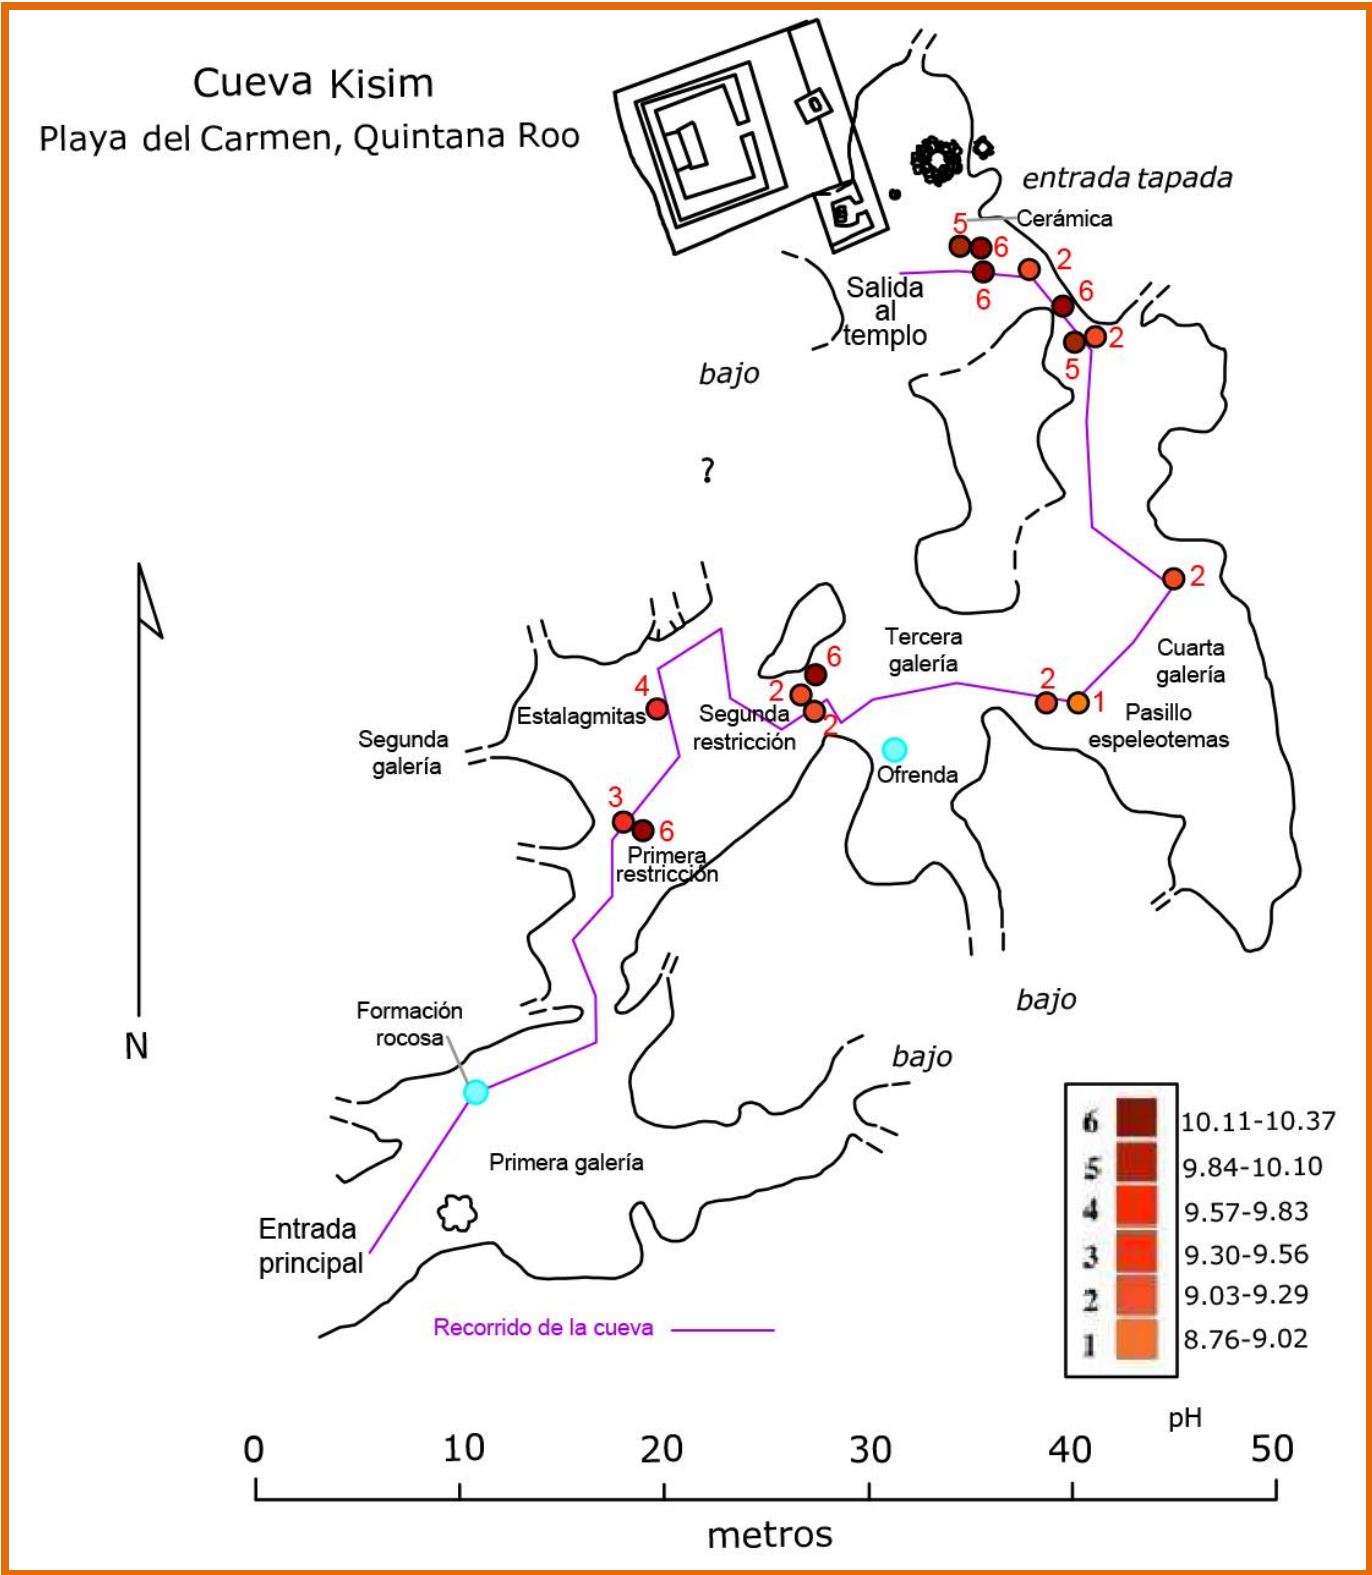 Cueva Kisim
Playa del Carmen, Quintana Roo
entrada tapada
Cerámica
5
6
2
6
6
Salida
al
templo
2
5
bajo
?
2
Tercera
galería
Cuarta
galería
6
2
4
2
1
Estalagmitas
Segunda
restricción
2
Pasillo
espeleotemas
Segunda
galería
Ofrenda
3
6
Primera
restricción
Formación
rocosa
bajo
N
bajo
Primera galería
Entrada
principal
Recorrido de la cueva
6 10.11-10.37
5 9.84-10.10
4 9.57-9.83
3 9.30-9.56
2 9.03-9.29
1 8.76-9.02
pH
0 10 20 30 40 50
metros